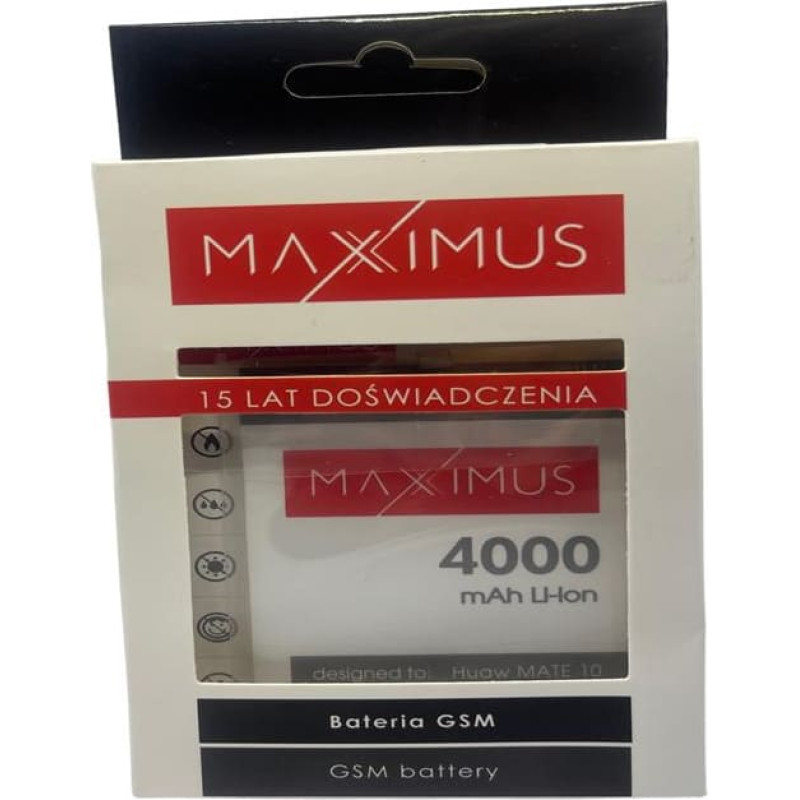 MAXXIMUS
15 LAT DOŚWIADCZENIA
MAXXIMUS
4000
mAh LI-Ion
designed to: Huaw MATE 10
Bateria GSM
GSM battery